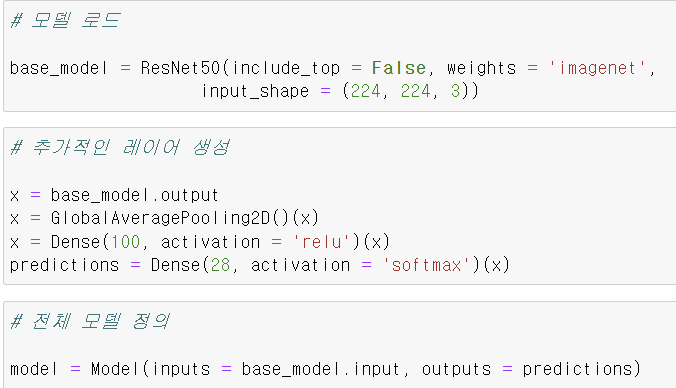 # 모델 로드
base_model = ResNet50(include_top = False, weights = 'imagenet',
input_shape = (224, 224, 3))
# 추가적인 레이어 생성
x = base_model.output
x = GlobalAveragePooling2D()(x)
x = Dense(100, activation = 'relu')(x)
predictions = Dense(28, activation = 'softmax')(x)
# 전체 모델 정의
model = Model(inputs = base_model.input, outputs = predictions)